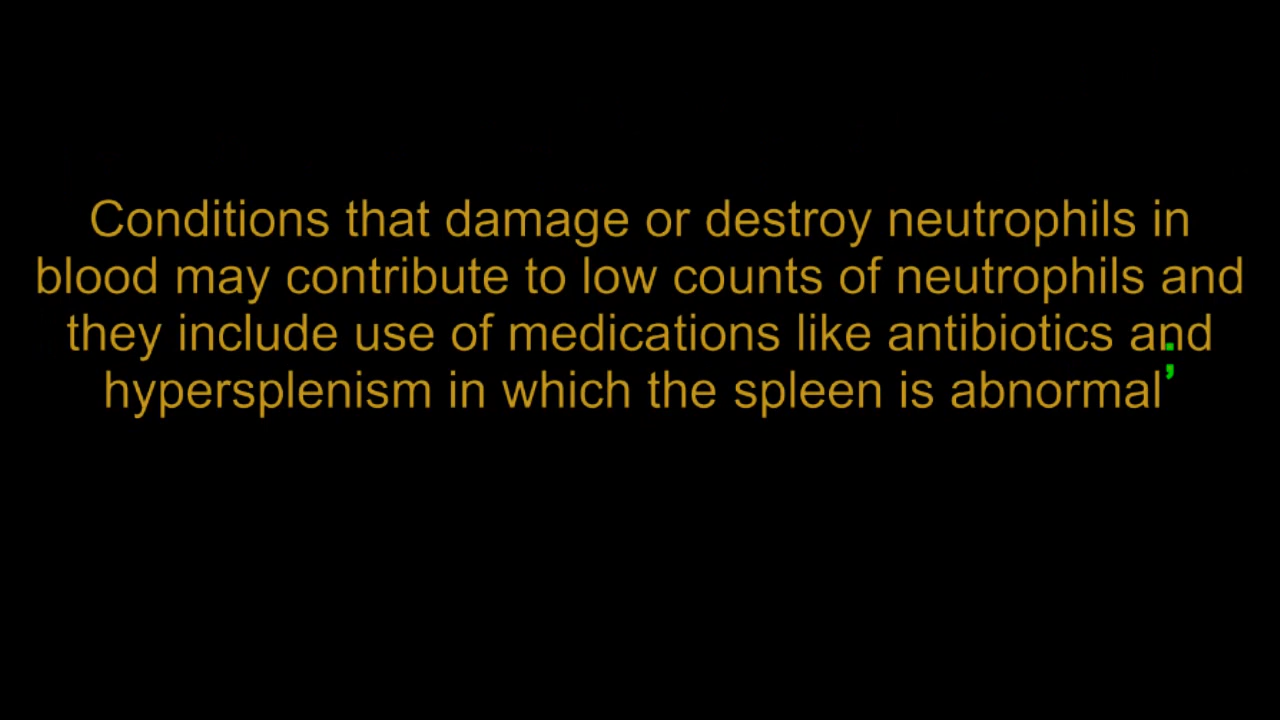 Conditions that damage or destroy neutrophils in
blood may contribute to low counts of neutrophils and
they include use of medications like antibiotics and
hypersplenism in which the spleen is abnormal;